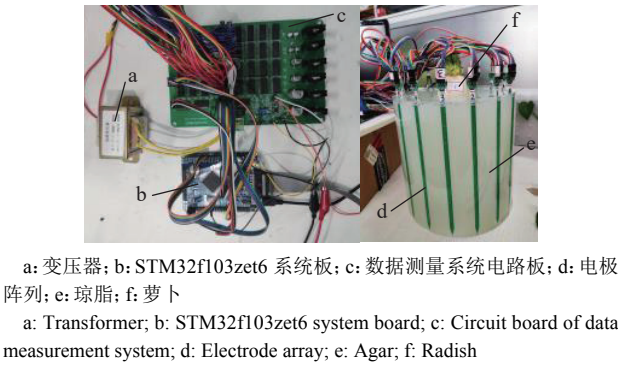 a
b
c
f
e
d
a: 变压器; b: STM32f103zet6 系统板; c: 数据测量系统电路板; d: 电极
阵列; e: 琼脂; f: 萝卜
a: Transformer; b: STM32f103zet6 system board; c: Circuit board of data
measurement system; d: Electrode array; e: Agar; f: Radish